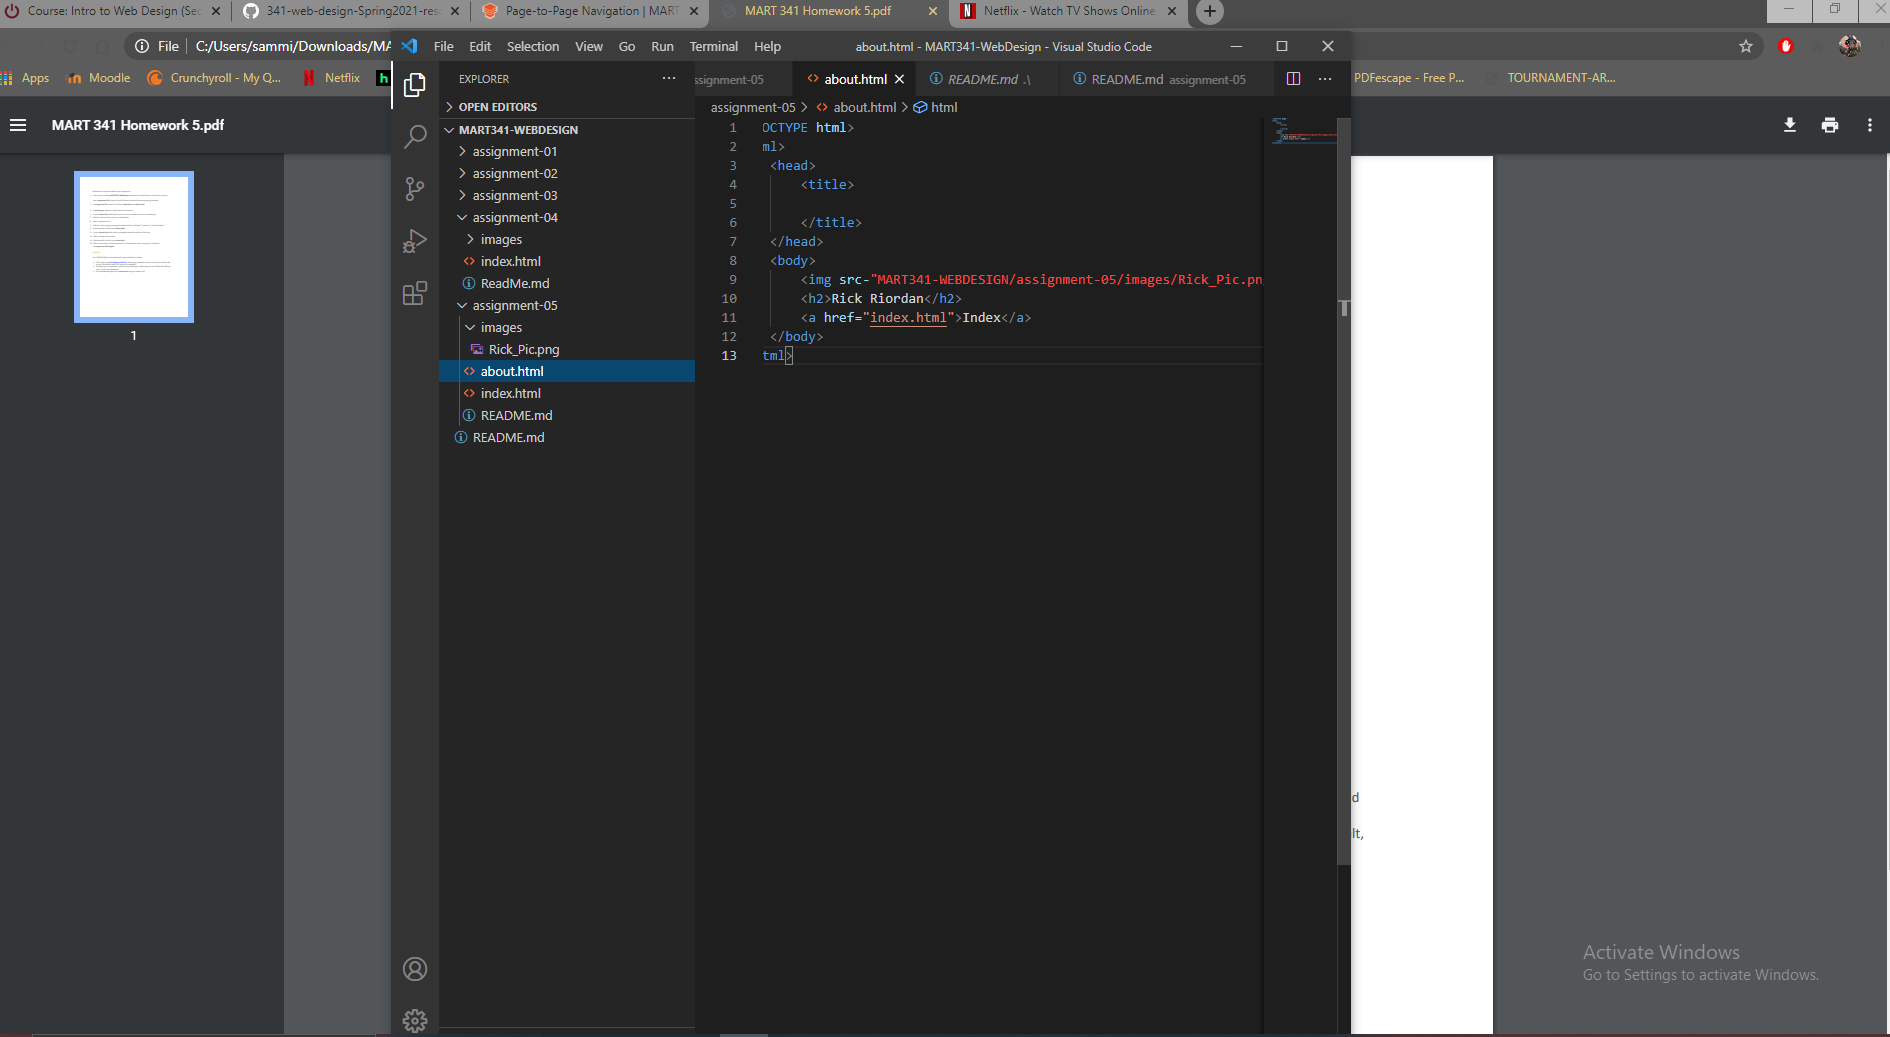 Course: Intro to Web Design (Sec
341-web-design-Spring2021-reso
Page-to-Page Navigation | MART
MART 341 Homework 5.pdf
Netflix - Watch TV Shows Online
File
C:/Users/sammi/Downloads/MA
Apps
Moodle
Crunchyroll - My Q...
Netflix
PDFescape - Free P...
TOURNAMENT-AR...
MART 341 Homework 5.pdf
1
File Edit Selection View Go Run Terminal Help
about.html - MART341-WebDesign - Visual Studio Code
EXPLORER
OPEN EDITORS
MART341-WEBDESIGN
assignment-01
assignment-02
assignment-03
assignment-04
images
index.html
ReadMe.md
assignment-05
images
Rick_Pic.png
about.html
index.html
README.md
README.md
ssignment-05
about.html
README.md .\
README.md assignment-05
assignment-05 > about.html > html
1 OCTYPE html>
2 ml>
3 <head>
4 <title>
5
6 </title>
7 </head>
8 <body>
9 <img src-"MART341-WEBDESIGN/assignment-05/images/Rick_Pic.pn
10 <h2>Rick Riordan</h2>
11 <a href="index.html">Index</a>
12 </body>
13 tml>
d
lt,
Activate Windows
Go to Settings to activate Windows.